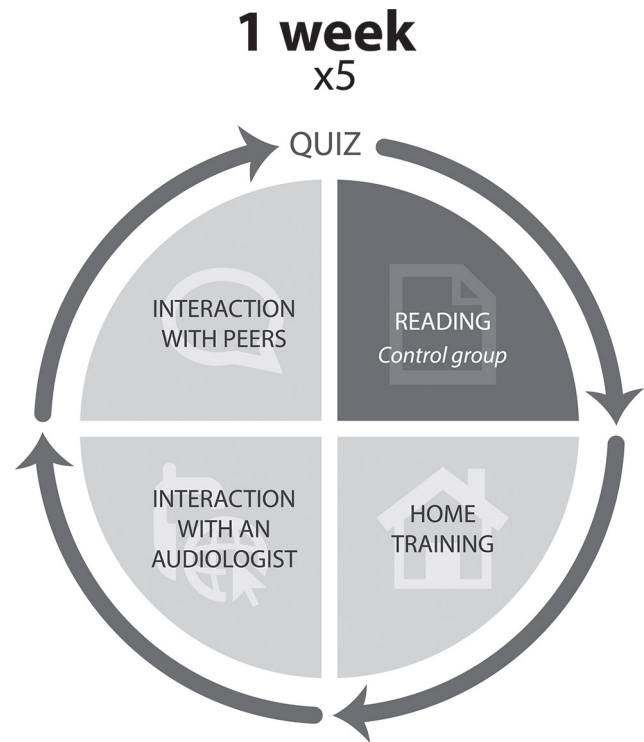 1 week
x5
QUIZ
INTERACTION
WITH PEERS
READING
Control group
INTERACTION
WITH AN
AUDIOLOGIST
HOME
TRAINING